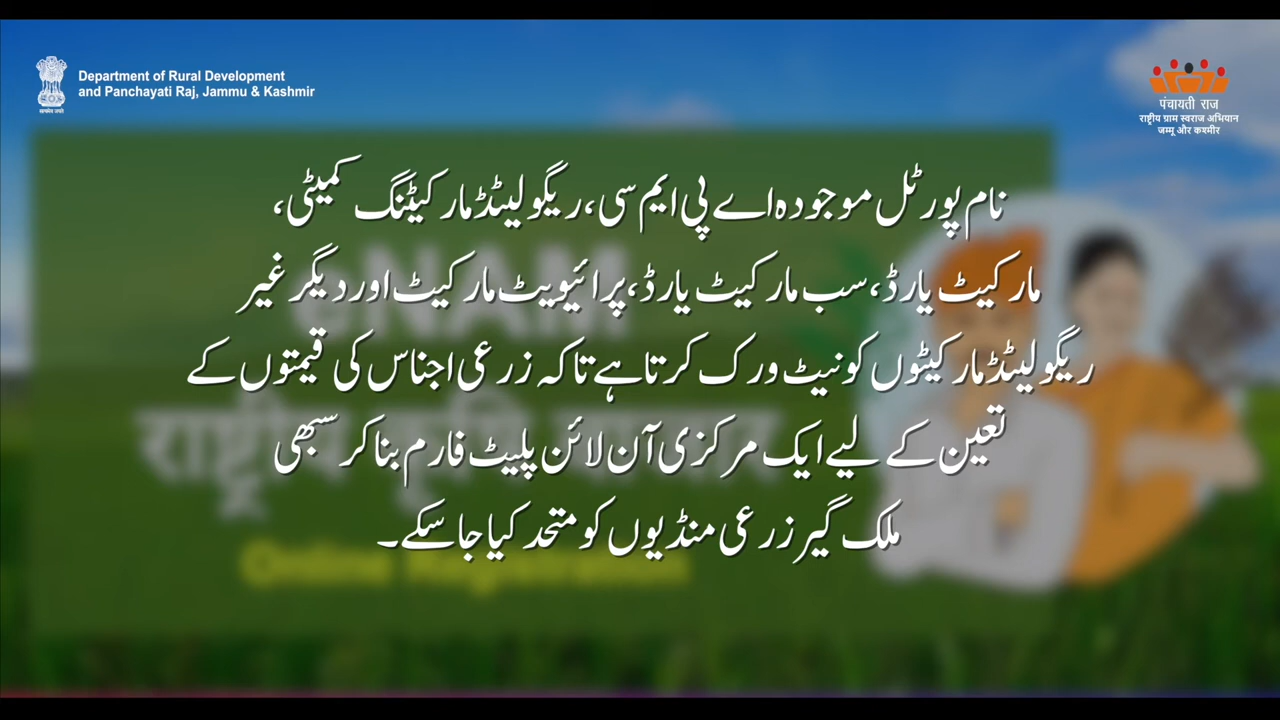 Department of Rural Development
and Panchayati Raj, Jammu & Kashmir
पंचायती राज
राष्ट्रीय ग्राम स्वराज अभियान
जम्मू और कश्मीर
نام پورٹل موجودہ اے پی ایم سی، ریگولیٹڈ مارکیٹنگ کمیٹی،
مارکیٹ یارڈ، سب مارکیٹ یارڈ، پرائیویٹ مارکیٹ اور دیگر غیر
ریگولیٹڈ مارکیٹوں کو نیٹ ورک کرتا ہے تاکہ زرعی اجناس کی قیمتوں کے
تعین کے لیے ایک مرکزی آن لائن پلیٹ فارم بنا کر سبھی
ملک گیر زرعی منڈیوں کو متحد کیا جا سکے۔
eNAM
राष्ट्रीय कृषि बाजार
Online Registration